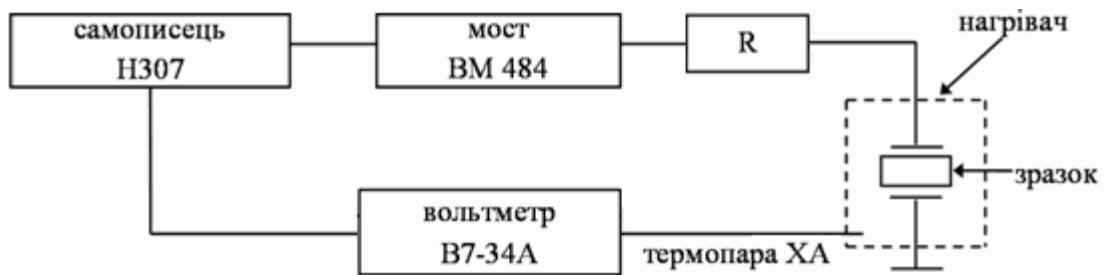 самописець
Н307
мост
ВМ 484
R
нагрівач
зразок
вольтметр
В7-34А
термопара ХА